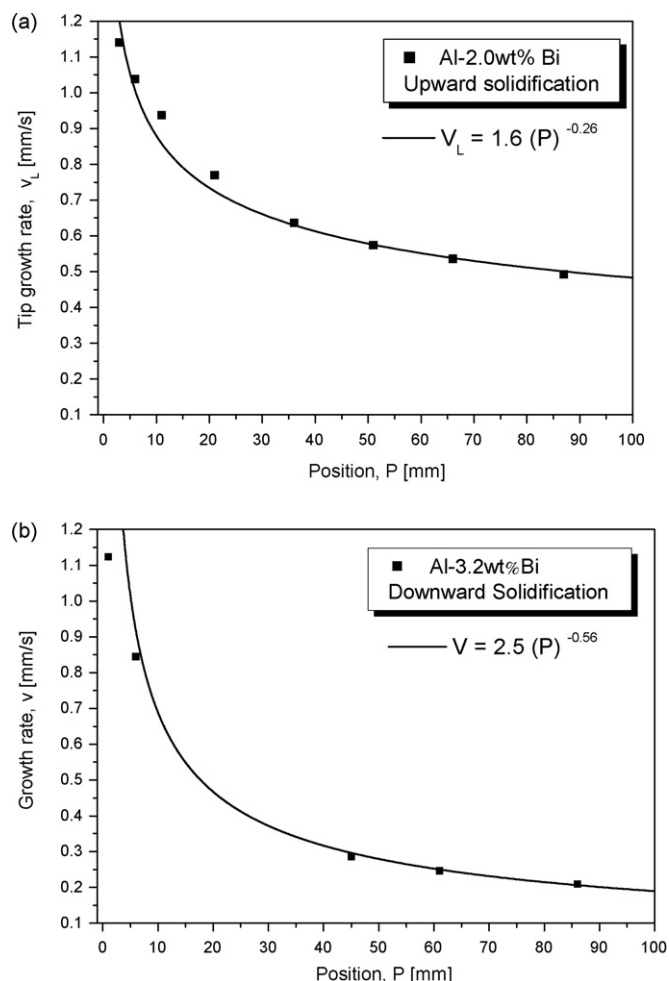 (a)
1.2
1.1
1.0
0.9
0.8
0.7
0.6
0.5
0.4
0.3
0.2
0.1
Tip growth rate, v_L [mm/s]
Al-2.0wt% Bi
Upward solidification
V_L = 1.6 (P) ^-0.26
0 10 20 30 40 50 60 70 80 90 100
Position, P [mm]
(b)
1.2
1.1
1.0
0.9
0.8
0.7
0.6
0.5
0.4
0.3
0.2
0.1
Growth rate, v [mm/s]
Al-3.2wt%Bi
Downward Solidification
V = 2.5 (P) ^-0.56
0 10 20 30 40 50 60 70 80 90 100
Position, P [mm]